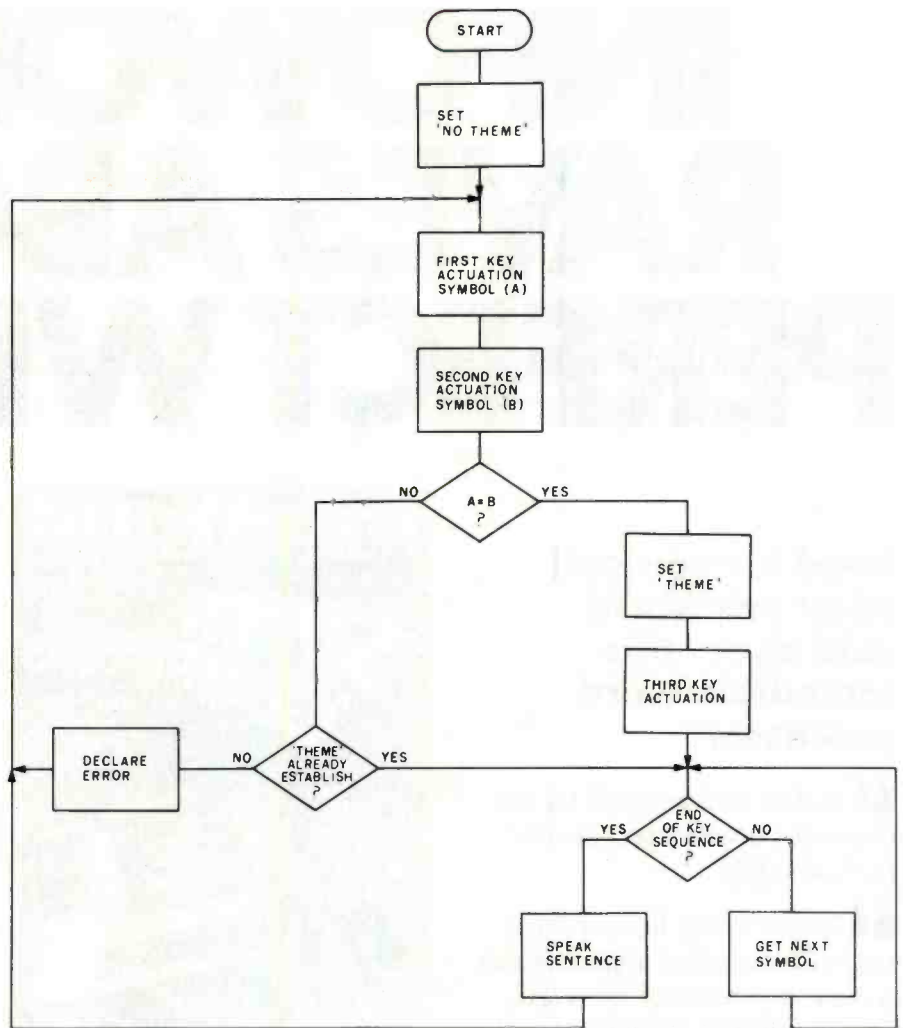 START
SET
'NO THEME'
FIRST KEY
ACTUATION
SYMBOL (A)
SECOND KEY
ACTUATION
SYMBOL (B)
NO
A=B
?
YES
SET
'THEME'
THIRD KEY
ACTUATION
DECLARE
ERROR
NO
'THEME'
ALREADY
ESTABLISH
?
YES
YES
END
OF KEY
SEQUENCE
?
NO
SPEAK
SENTENCE
GET NEXT
SYMBOL